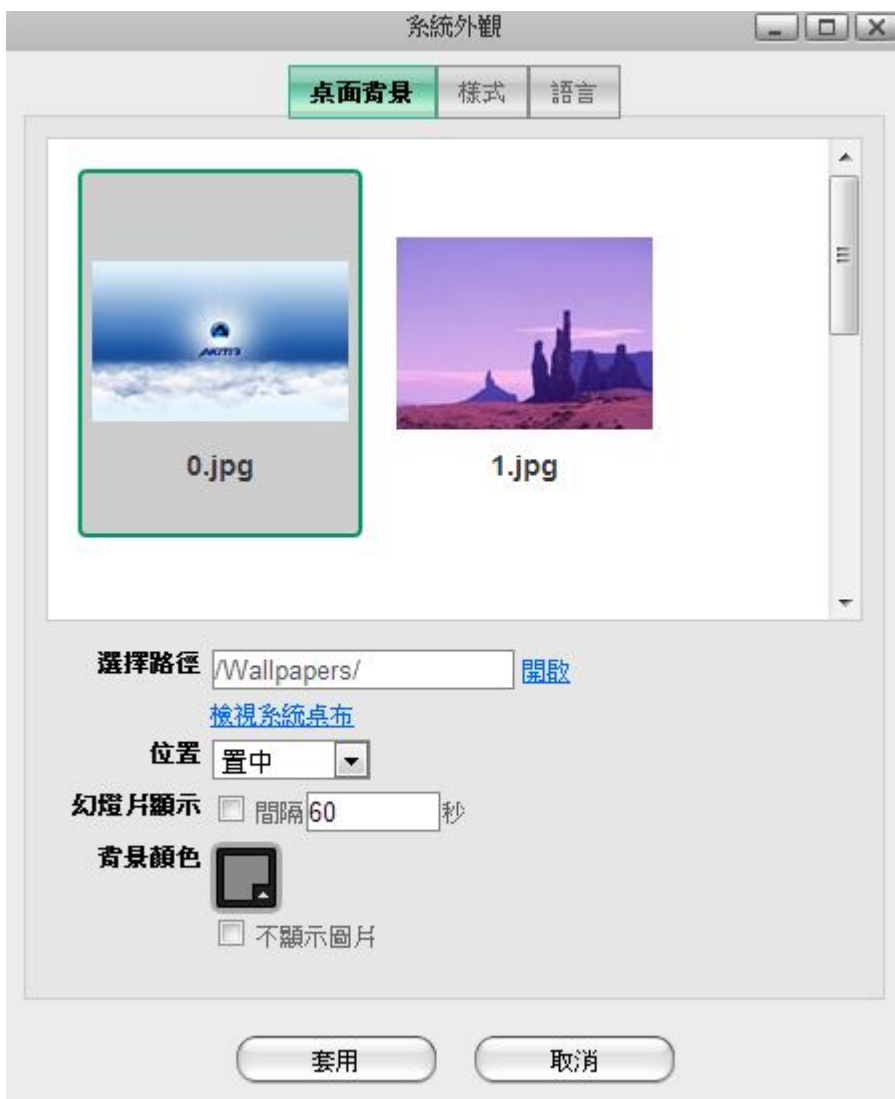 系統外觀
桌面背景 樣式 語言
AKiTiO
0.jpg 1.jpg
選擇路徑 /Wallpapers/ 開啟
檢視系統桌布
位置 置中
幻燈片顯示 間隔 60 秒
背景顏色
不顯示圖片
套用 取消